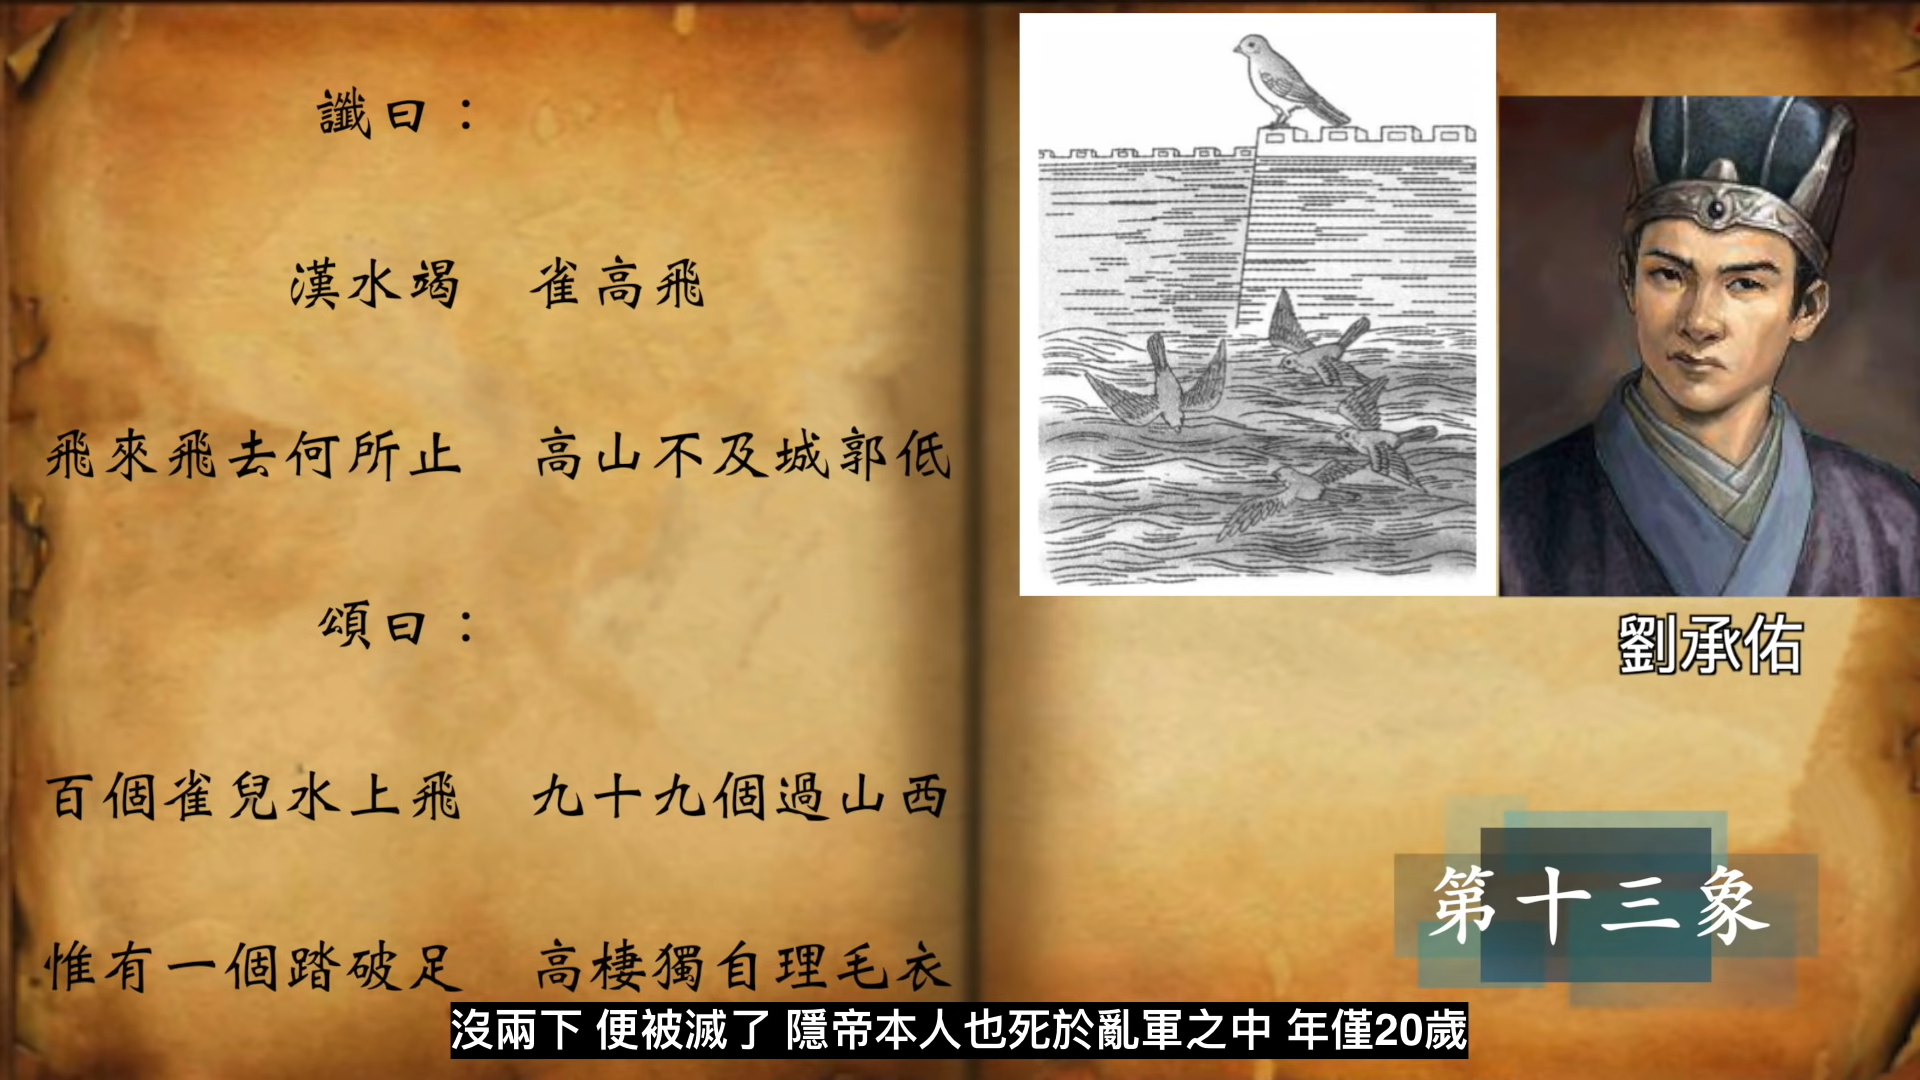 讖曰：
漢水竭　雀高飛
飛來飛去何所止　高山不及城郭低
頌曰：
百個雀兒水上飛　九十九個過山西
惟有一個踏破足　高棲獨自理毛衣
劉承佑
第十三象
沒兩下 便被滅了 隱帝本人也死於亂軍之中 年僅20歲